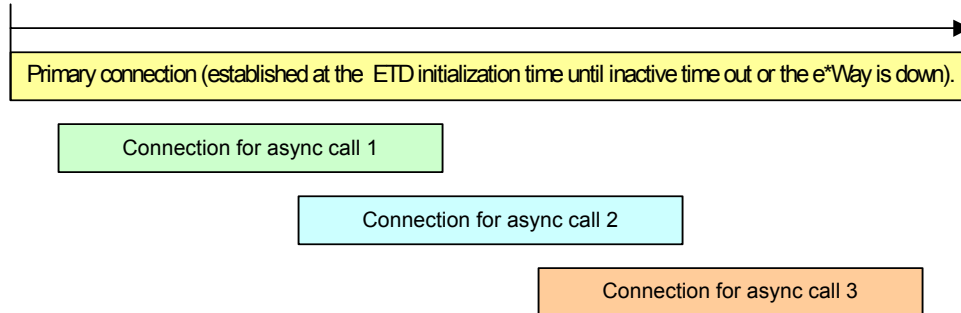 Primary connection (established at the ETD initialization time until inactive time out or the e*Way is down).
Connection for async call 1
Connection for async call 2
Connection for async call 3